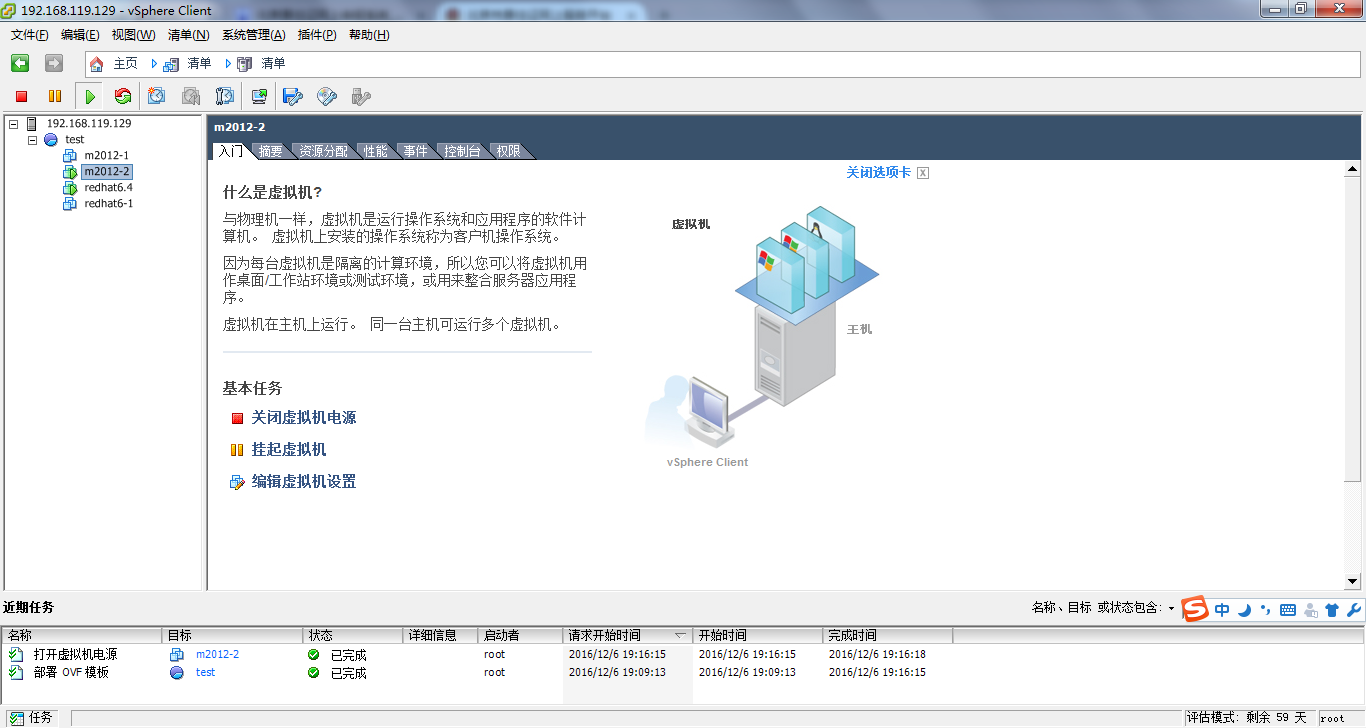 192.168.119.129 - vSphere Client
文件(F) 编辑(E) 视图(W) 清单(N) 系统管理(A) 插件(P) 帮助(H)
主页 清单 清单
192.168.119.129
test
m2012-1
m2012-2
redhat6.4
redhat6-1
m2012-2
入门 摘要 资源分配 性能 事件 控制台 权限
关闭选项卡 X
什么是虚拟机?
与物理机一样，虚拟机是运行操作系统和应用程序的软件计
算机。 虚拟机上安装的操作系统称为客户机操作系统。
因为每台虚拟机是隔离的计算环境，所以您可以将虚拟机用
作桌面/工作站环境或测试环境，或用来整合服务器应用程
序。
虚拟机在主机上运行。 同一台主机可运行多个虚拟机。
基本任务
关闭虚拟机电源
挂起虚拟机
编辑虚拟机设置
虚拟机
主机
vSphere Client
近期任务
名称、目标 或状态包含:
S 中
名称 目标 状态 详细信息 启动者 请求开始时间 开始时间 完成时间
打开虚拟机电源 m2012-2 已完成 root 2016/12/6 19:16:15 2016/12/6 19:16:15 2016/12/6 19:16:18
部署 OVF 模板 test 已完成 root 2016/12/6 19:09:13 2016/12/6 19:09:13 2016/12/6 19:16:15
任务
评估模式: 剩余 59 天 root